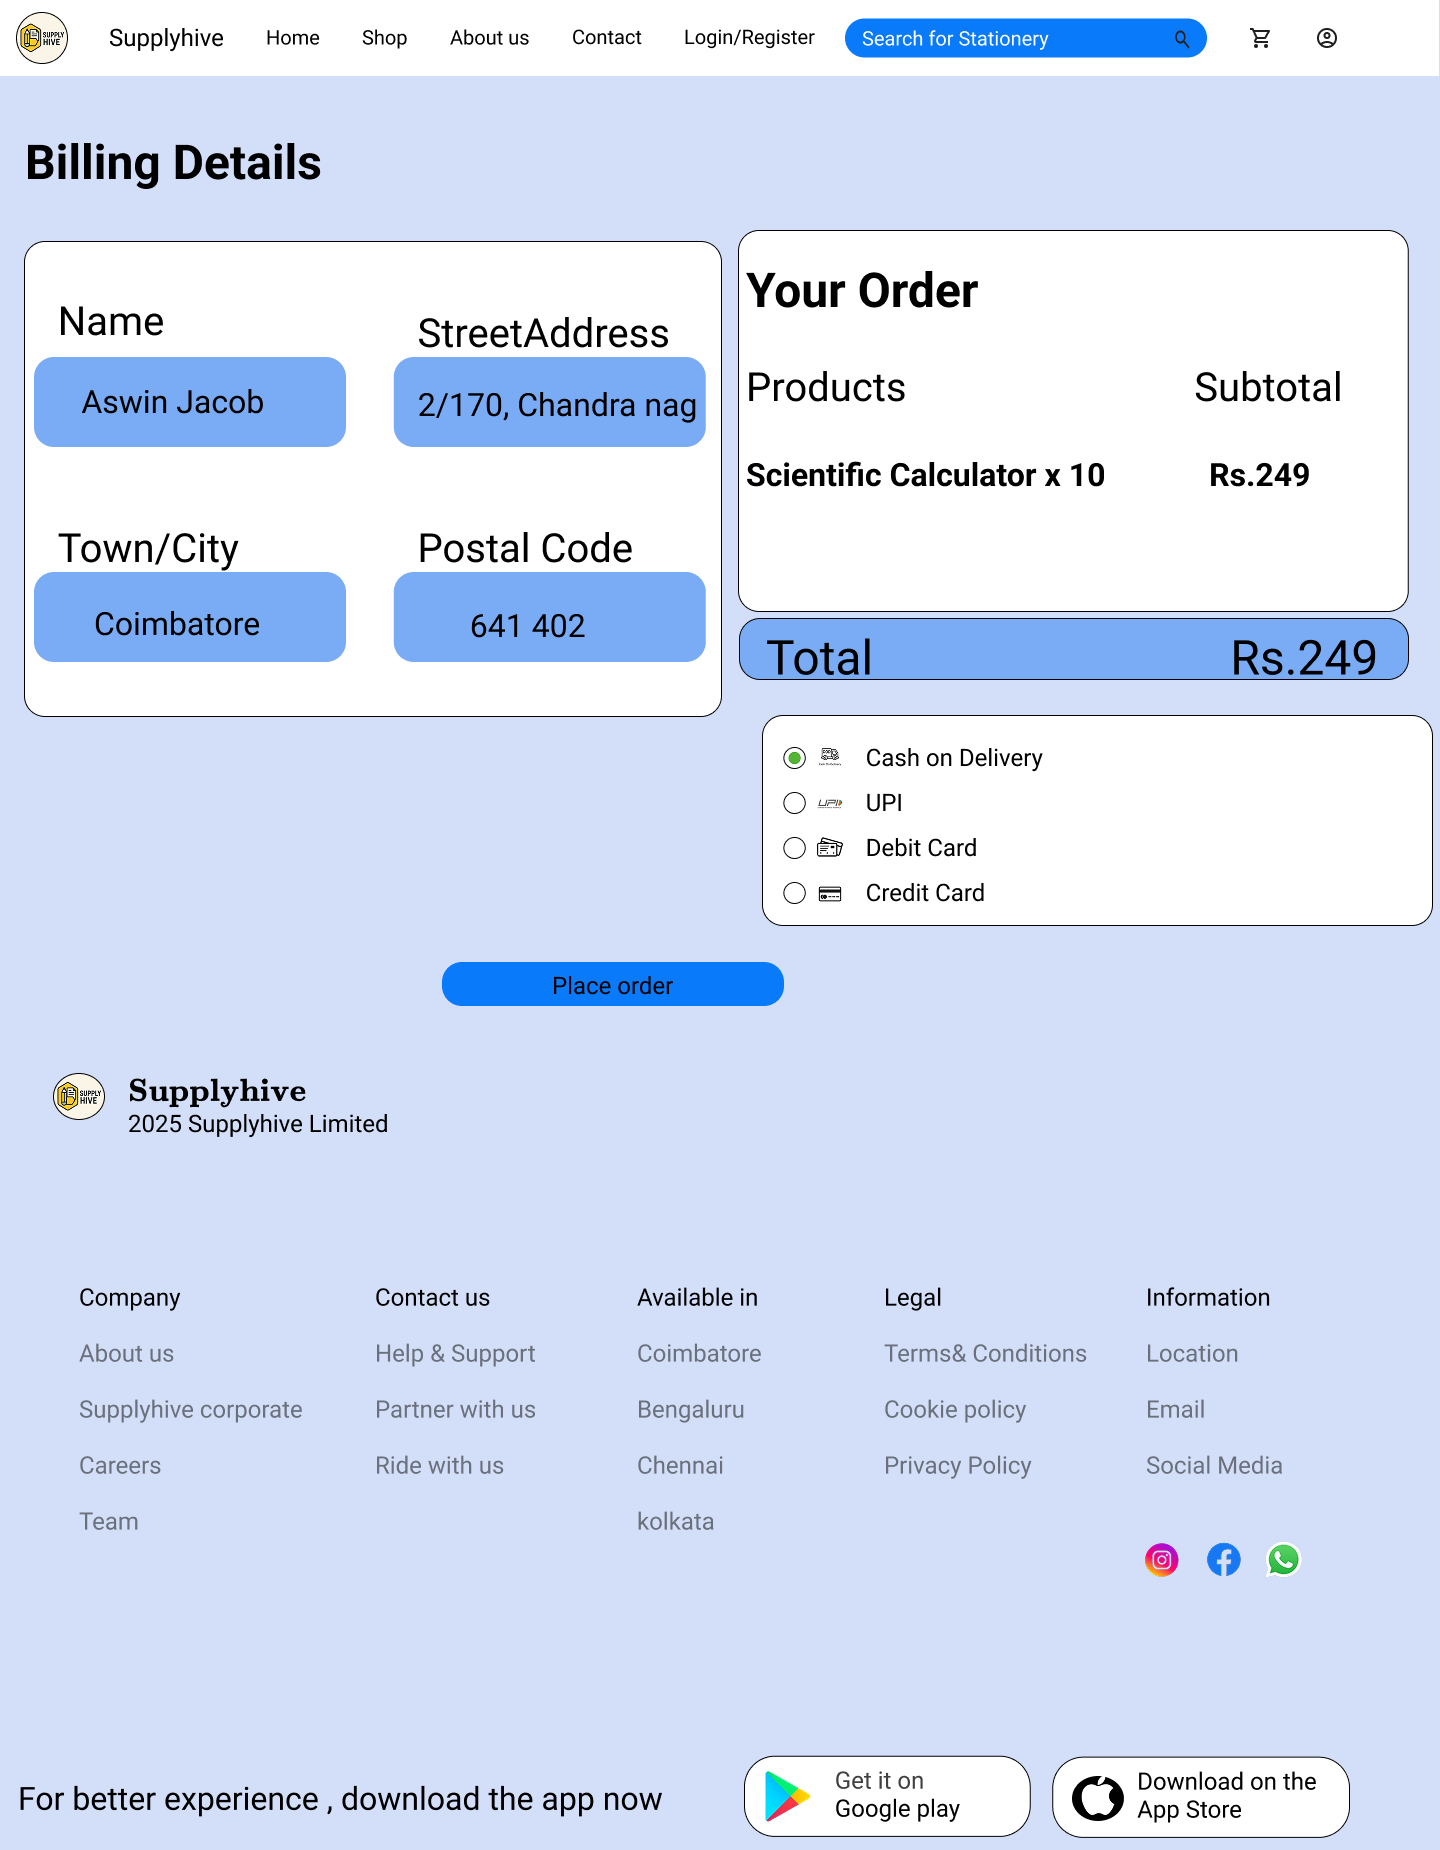 SUPPLY
HIVE
Supplyhive
Home
Shop
About us
Contact
Login/Register
Search for Stationery
Billing Details
Name
StreetAddress
Aswin Jacob
2/170, Chandra nag
Town/City
Postal Code
Coimbatore
641 402
Your Order
Products
Subtotal
Scientific Calculator x 10
Rs.249
Total
Rs.249
Cash on Delivery
UPI
UPI
Debit Card
Credit Card
Place order
SUPPLY
HIVE
Supplyhive
2025 Supplyhive Limited
Company
About us
Supplyhive corporate
Careers
Team
Contact us
Help & Support
Partner with us
Ride with us
Available in
Coimbatore
Bengaluru
Chennai
kolkata
Legal
Terms& Conditions
Cookie policy
Privacy Policy
Information
Location
Email
Social Media
For better experience , download the app now
Get it on
Google play
Download on the
App Store